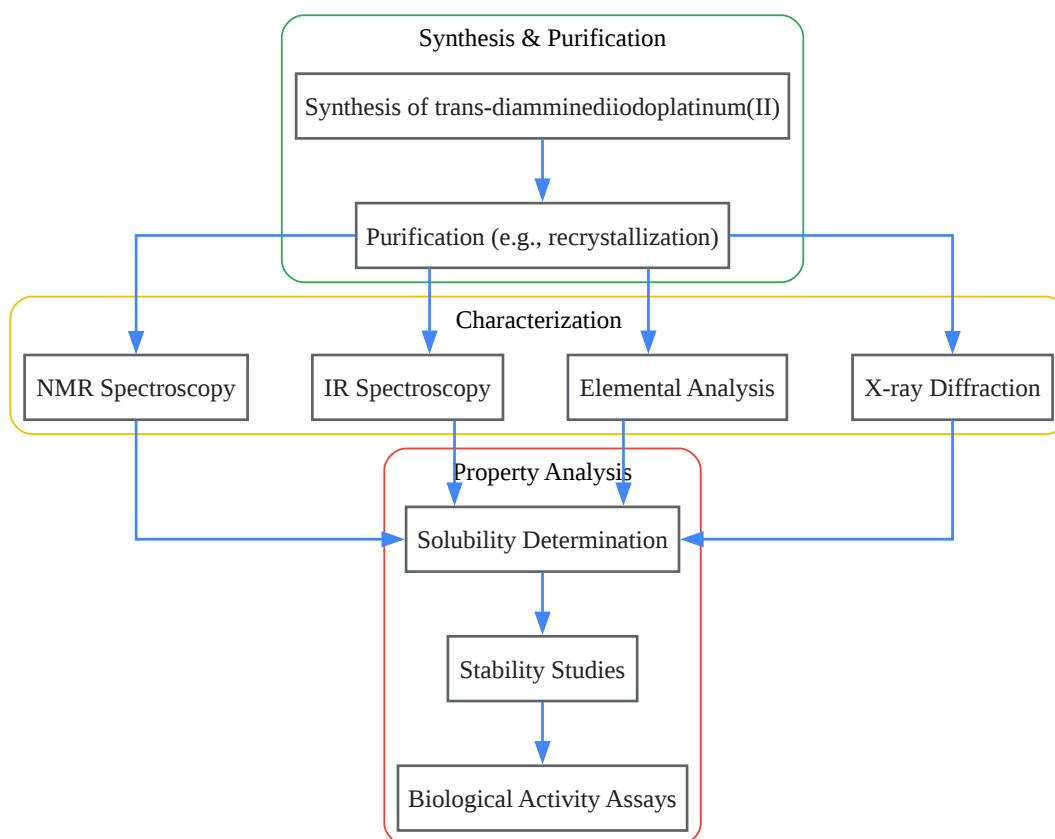 Synthesis & Purification
Synthesis of trans-diamminediiodoplatinum(II)
Purification (e.g., recrystallization)
Characterization
NMR Spectroscopy
IR Spectroscopy
Elemental Analysis
X-ray Diffraction
Property Analysis
Solubility Determination
Stability Studies
Biological Activity Assays